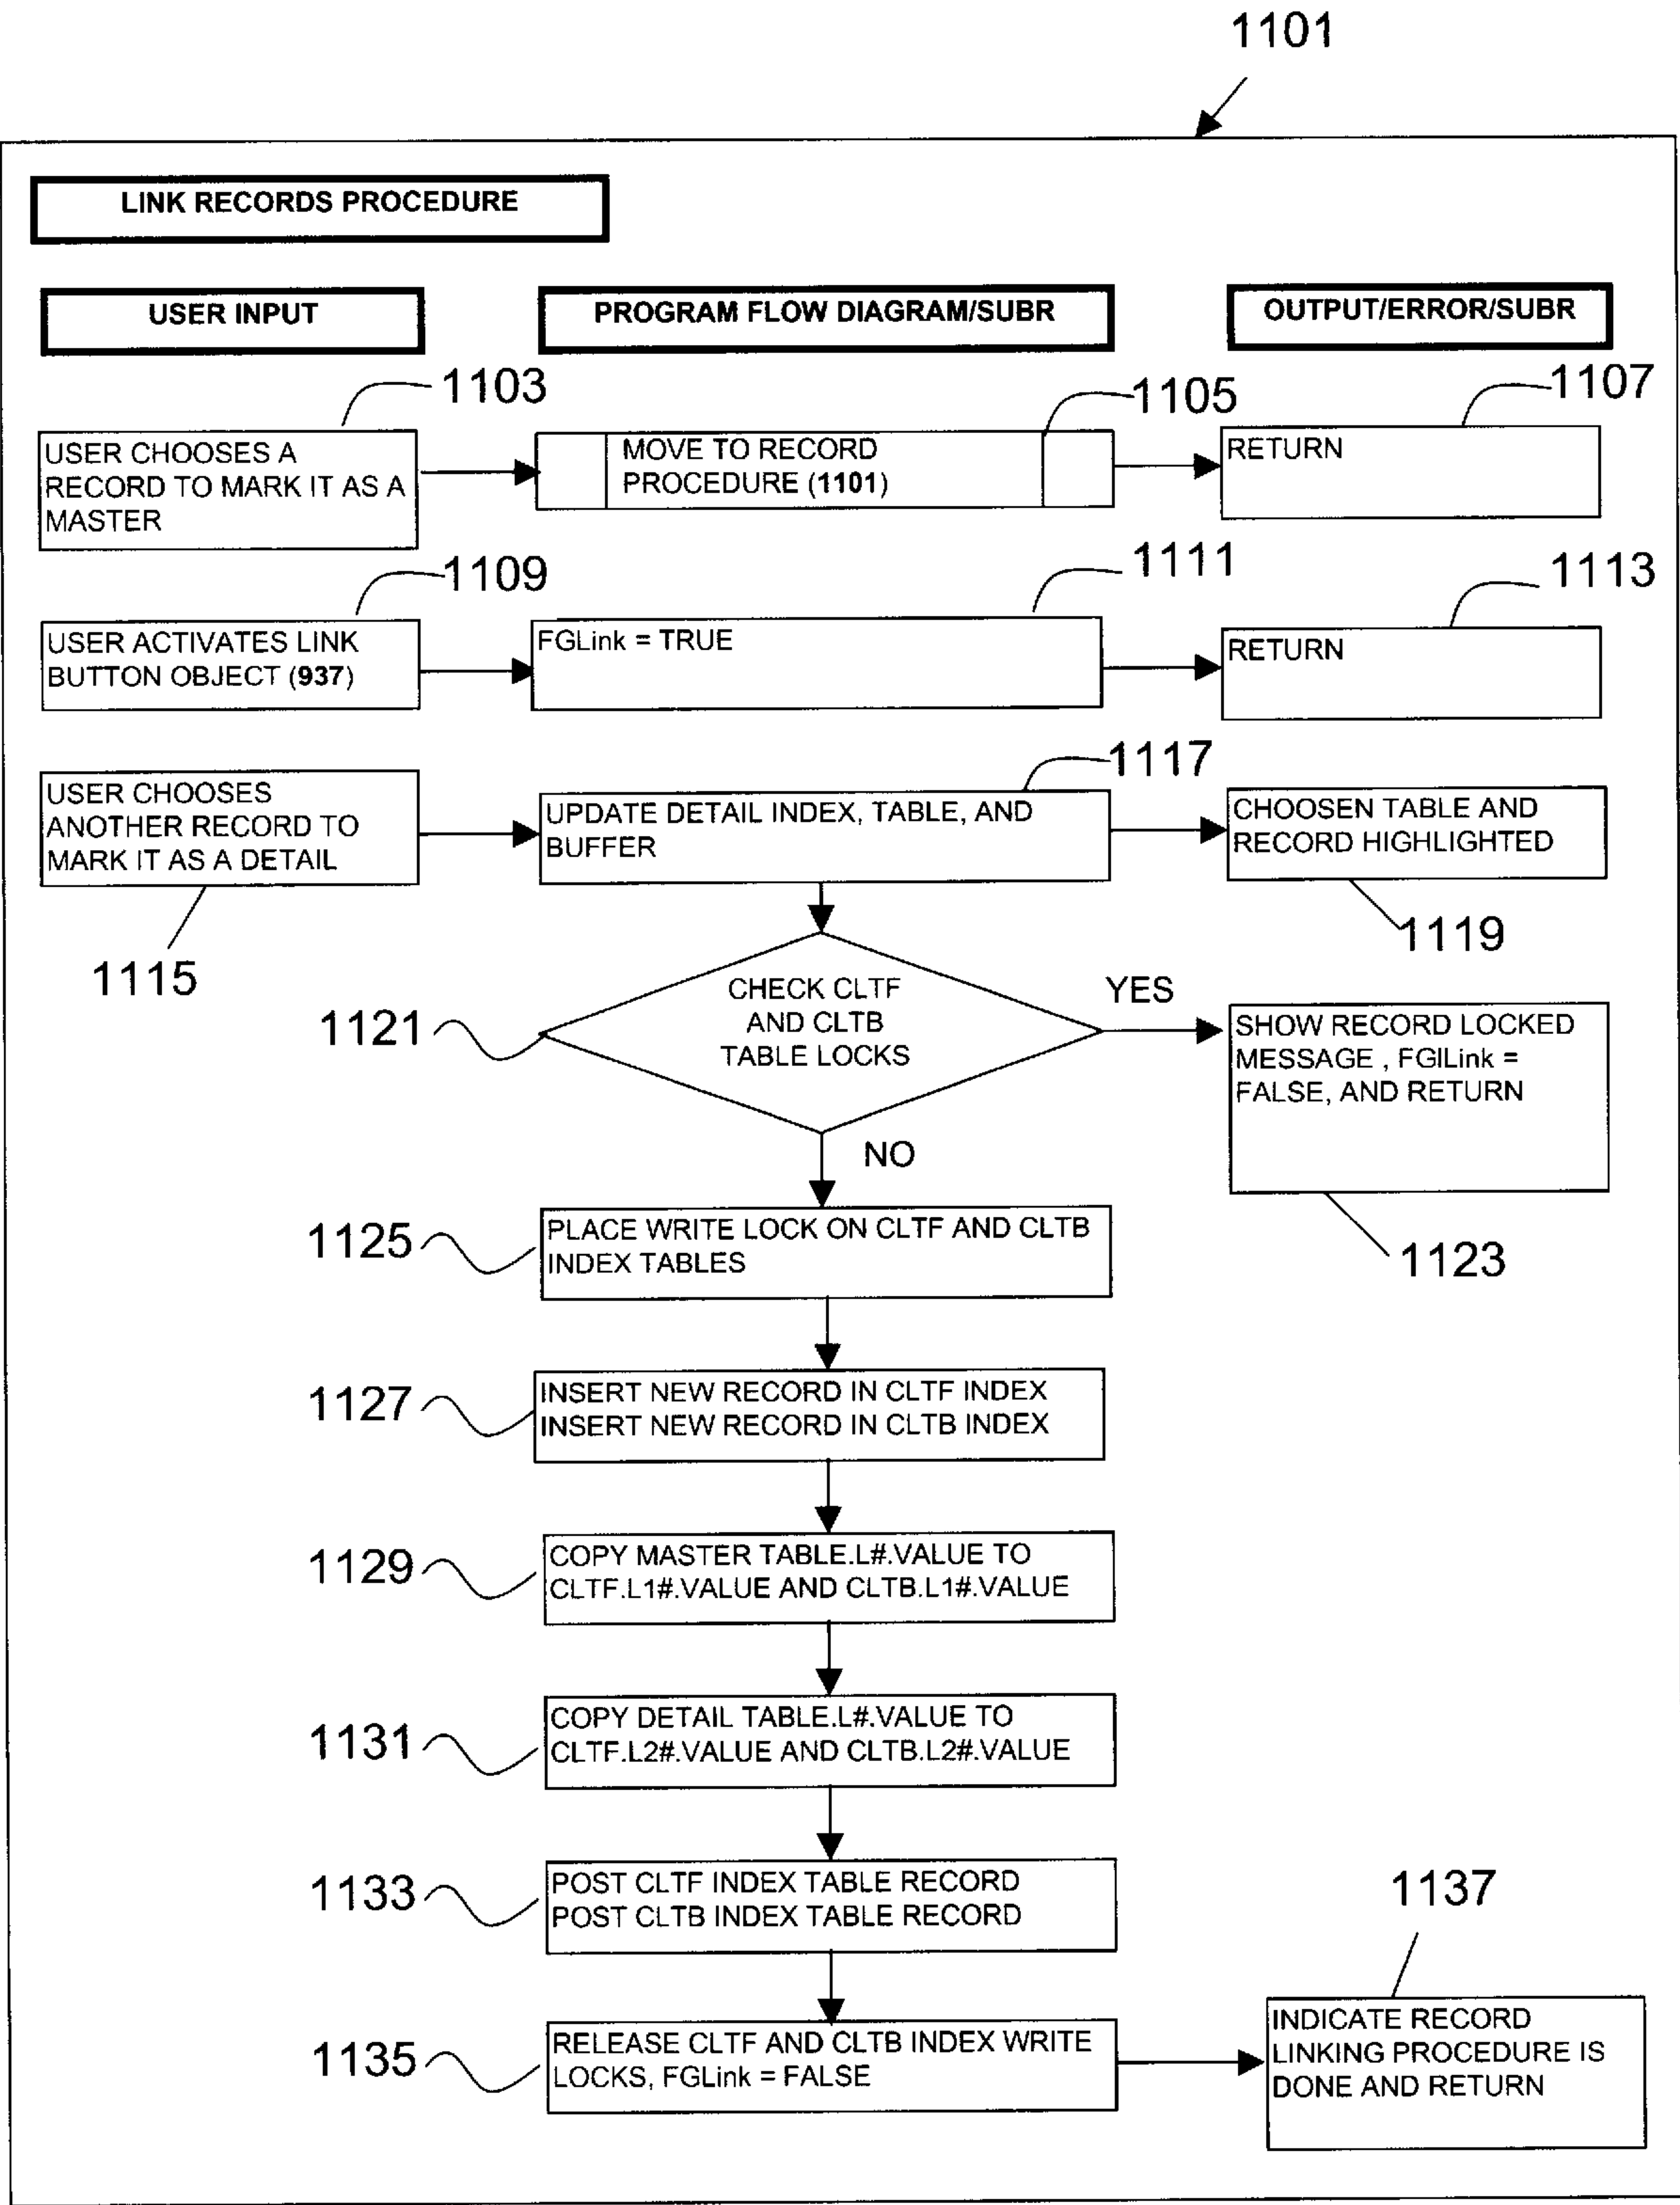 1101
LINK RECORDS PROCEDURE
USER INPUT
PROGRAM FLOW DIAGRAM/SUBR
OUTPUT/ERROR/SUBR
1103
1105
1107
USER CHOOSES A
RECORD TO MARK IT AS A
MASTER
MOVE TO RECORD
PROCEDURE (1101)
RETURN
1109
1111
1113
USER ACTIVATES LINK
BUTTON OBJECT (937)
FGLink = TRUE
RETURN
1117
USER CHOOSES
ANOTHER RECORD TO
MARK IT AS A DETAIL
UPDATE DETAIL INDEX, TABLE, AND
BUFFER
CHOOSEN TABLE AND
RECORD HIGHLIGHTED
1115
1119
1121
CHECK CLTF
AND CLTB
TABLE LOCKS
YES
SHOW RECORD LOCKED
MESSAGE , FGILink =
FALSE, AND RETURN
NO
1123
1125
PLACE WRITE LOCK ON CLTF AND CLTB
INDEX TABLES
1127
INSERT NEW RECORD IN CLTF INDEX
INSERT NEW RECORD IN CLTB INDEX
1129
COPY MASTER TABLE.L#.VALUE TO
CLTF.L1#.VALUE AND CLTB.L1#.VALUE
1131
COPY DETAIL TABLE.L#.VALUE TO
CLTF.L2#.VALUE AND CLTB.L2#.VALUE
1133
POST CLTF INDEX TABLE RECORD
POST CLTB INDEX TABLE RECORD
1137
1135
RELEASE CLTF AND CLTB INDEX WRITE
LOCKS, FGLink = FALSE
INDICATE RECORD
LINKING PROCEDURE IS
DONE AND RETURN